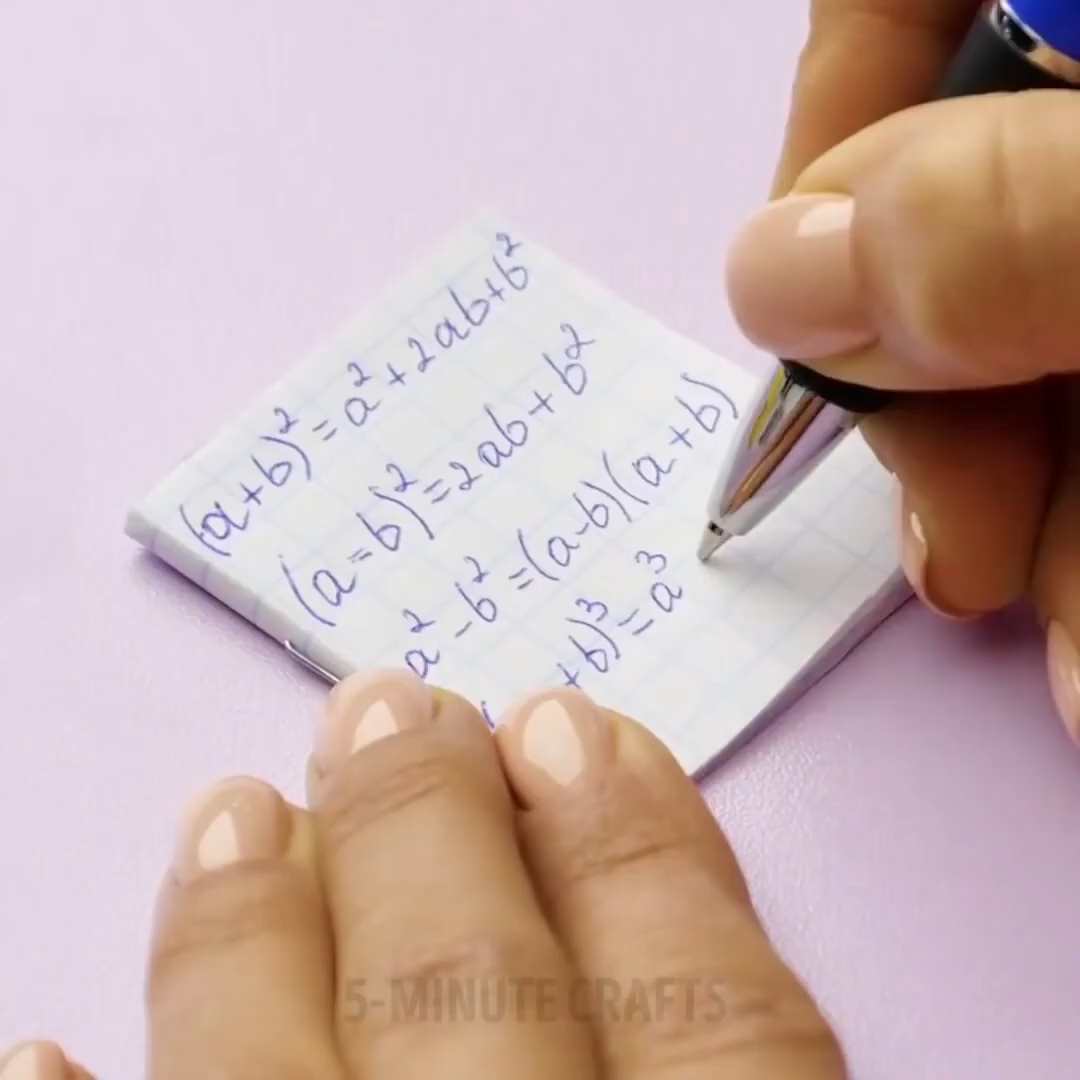 (a+b)²=a²+2ab+b²
(a=b)²=2ab+b²
a²-b²=(a-b)(a+b)
+b)³=a³
5-MINUTE CRAFTS